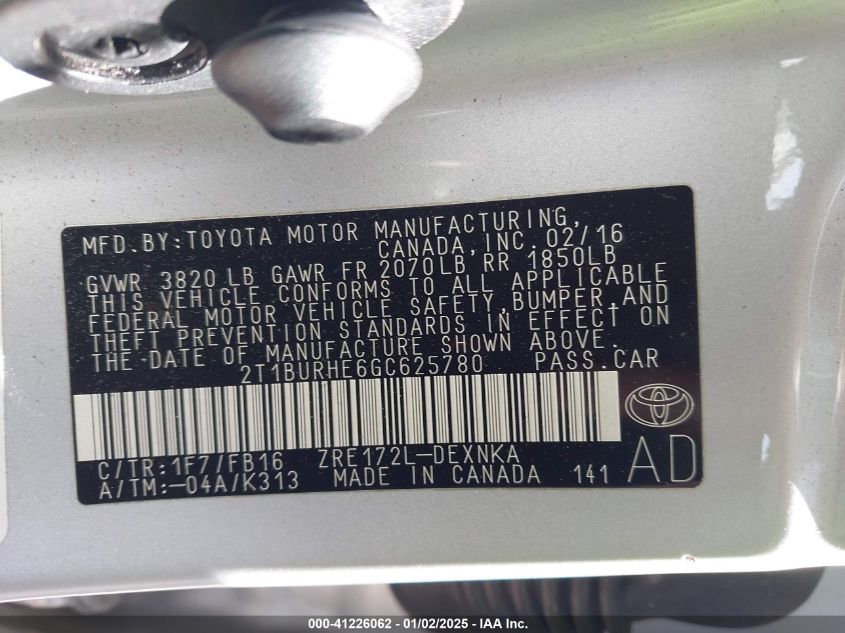 MFD.BY:TOYOTA MOTOR MANUFACTURING,
CANADA,INC. 02/16
GVWR 3820 LB GAWR FR 2070LB RR 1850LB
THIS VEHICLE CONFORMS TO ALL APPLICABLE
FEDERAL MOTOR VEHICLE SAFETY,BUMPER,AND
THEFT PREVENTION STANDARDS IN EFFECT ON
THE DATE OF MANUFACTURE SHOWN ABOVE.
2T1BURHE6GC625780 PASS.CAR
C/TR:1F7/FB16 ZRE172L-DEXNKA
A/TM:-04A/K313 MADE IN CANADA 141 AD
000-41226062 - 01/02/2025 - IAA Inc.